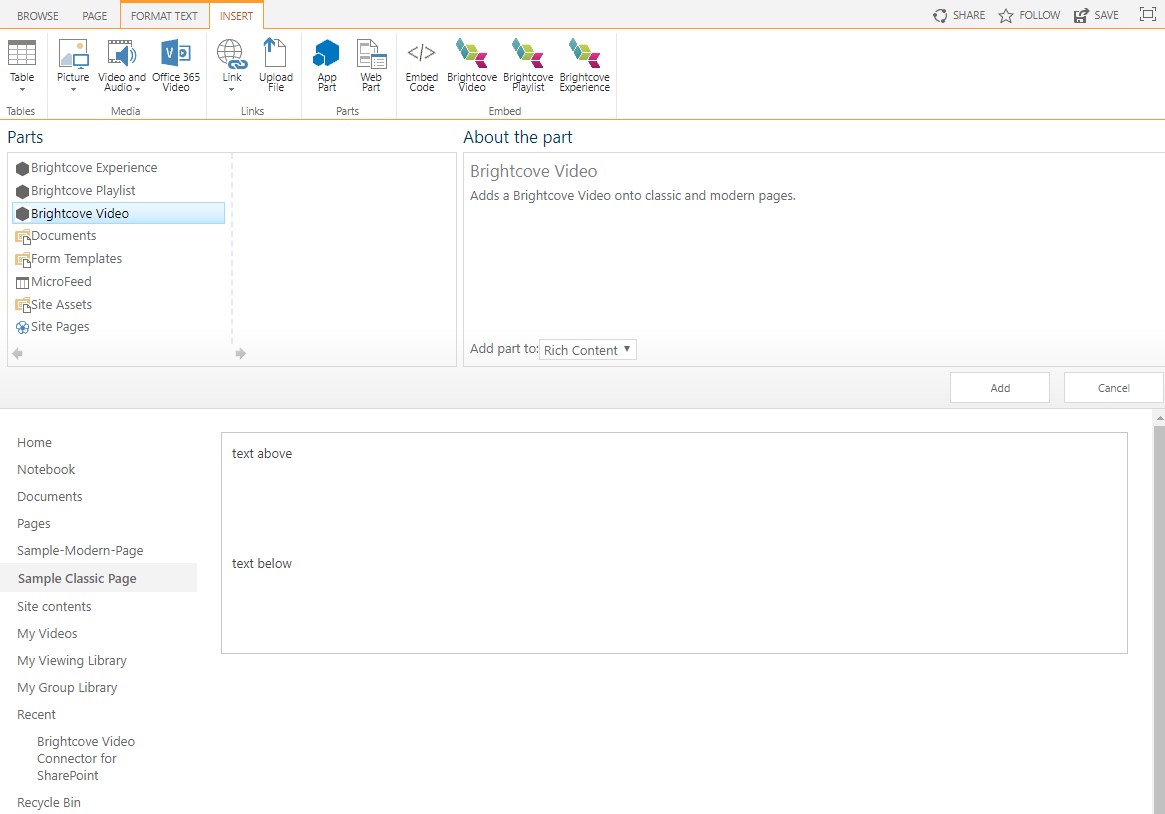 BROWSE PAGE FORMAT TEXT INSERT SHARE FOLLOW SAVE
Table
Picture
Video and
Audio
Office 365
Video
Link
Upload
File
App
Part
Web
Part
Embed
Code
Brightcove
Video
Brightcove
Playlist
Brightcove
Experience
Tables Media Links Parts Embed
Parts
Brightcove Experience
Brightcove Playlist
Brightcove Video
Documents
Form Templates
MicroFeed
Site Assets
Site Pages
About the part
Brightcove Video
Adds a Brightcove Video onto classic and modern pages.
Add part to: Rich Content
Add Cancel
Home
Notebook
Documents
Pages
Sample-Modern-Page
Sample Classic Page
Site contents
My Videos
My Viewing Library
My Group Library
Recent
Brightcove Video
Connector for
SharePoint
Recycle Bin
text above
text below